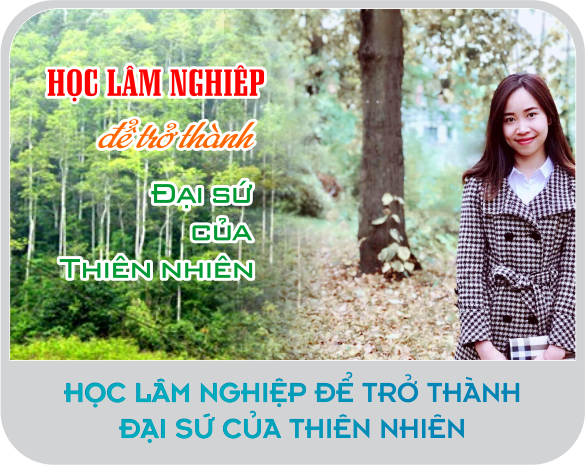 HỌC LÂM NGHIỆP
để trở thành
ĐẠI SỨ
CỦA
THIÊN NHIÊN
HỌC LÂM NGHIỆP ĐỂ TRỞ THÀNH
ĐẠI SỨ CỦA THIÊN NHIÊN